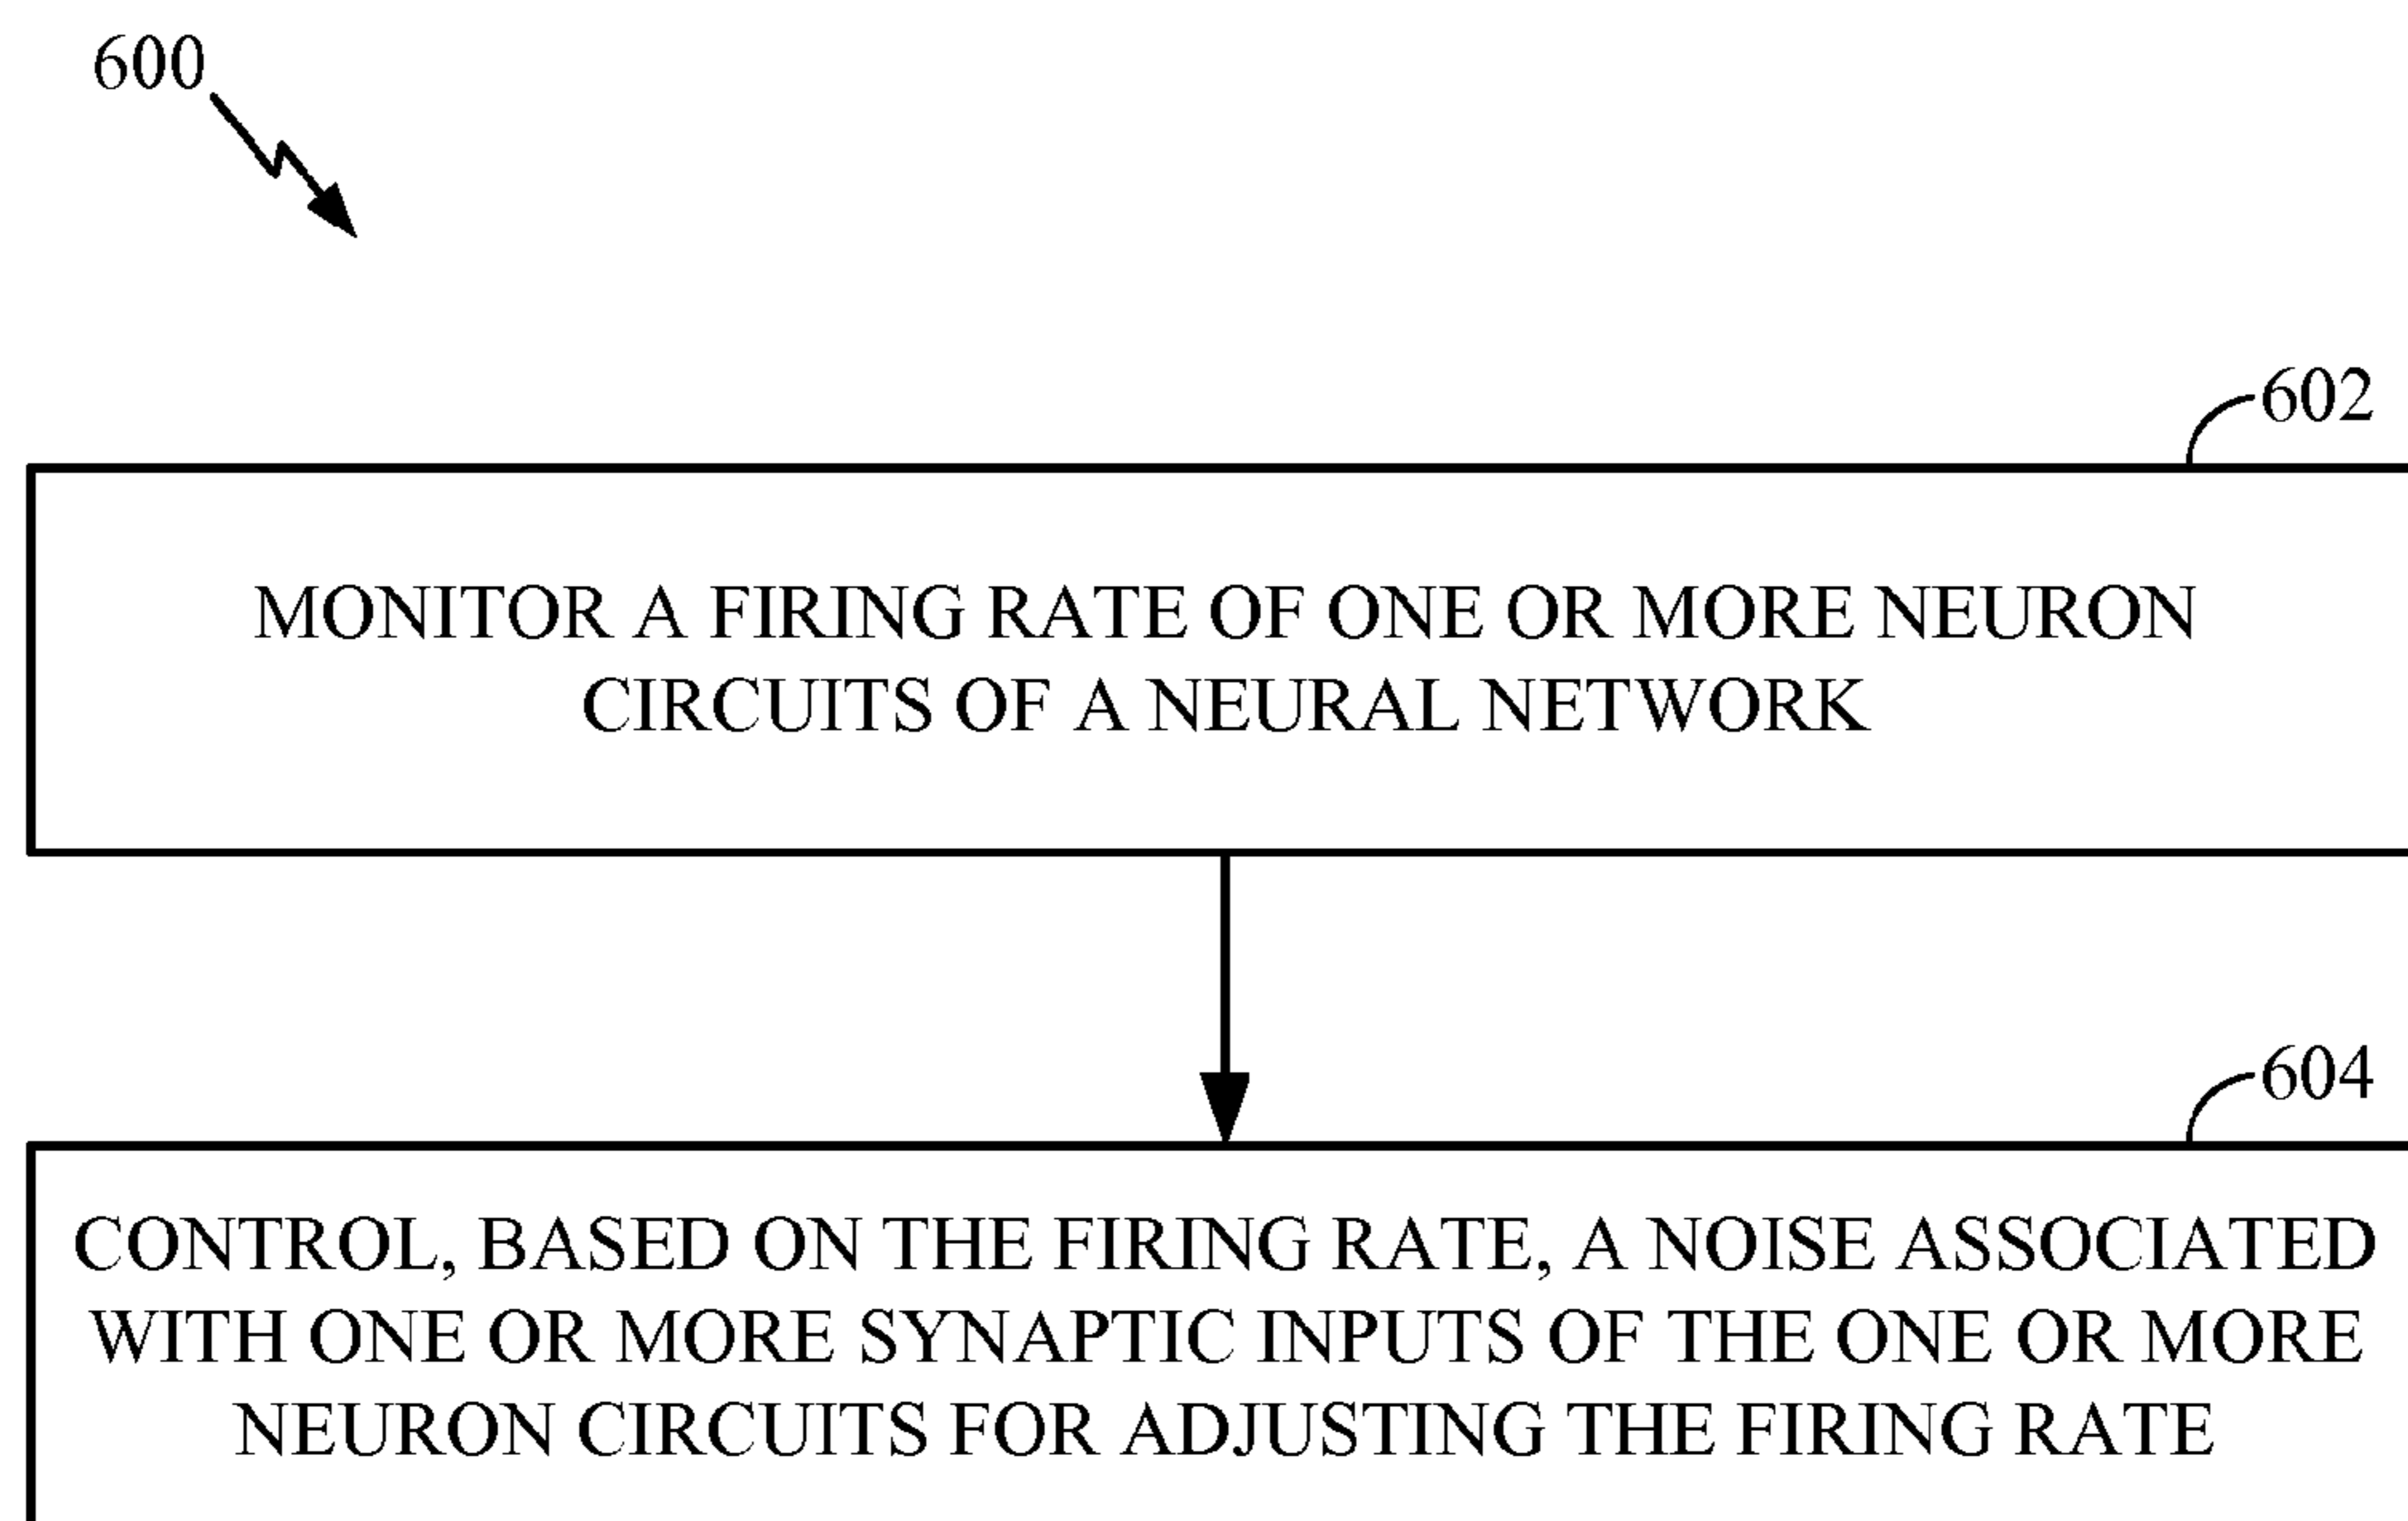 600
602
MONITOR A FIRING RATE OF ONE OR MORE NEURON
CIRCUITS OF A NEURAL NETWORK
604
CONTROL, BASED ON THE FIRING RATE, A NOISE ASSOCIATED
WITH ONE OR MORE SYNAPTIC INPUTS OF THE ONE OR MORE
NEURON CIRCUITS FOR ADJUSTING THE FIRING RATE